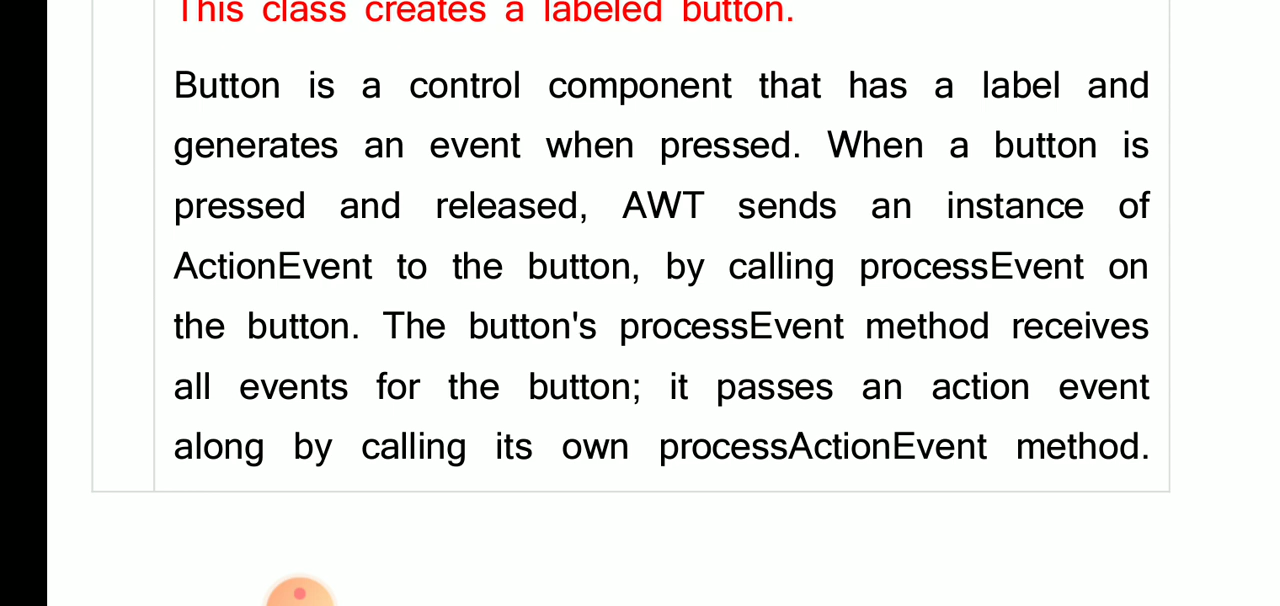 This class creates a labeled button.
Button is a control component that has a label and
generates an event when pressed. When a button is
pressed and released, AWT sends an instance of
ActionEvent to the button, by calling processEvent on
the button. The button's processEvent method receives
all events for the button; it passes an action event
along by calling its own processActionEvent method.